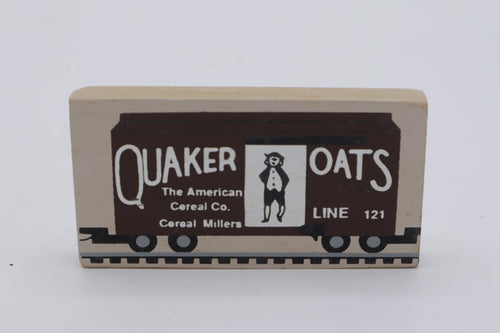 QUAKER OATS
The American
Cereal Co.
Cereal Millers
LINE 121